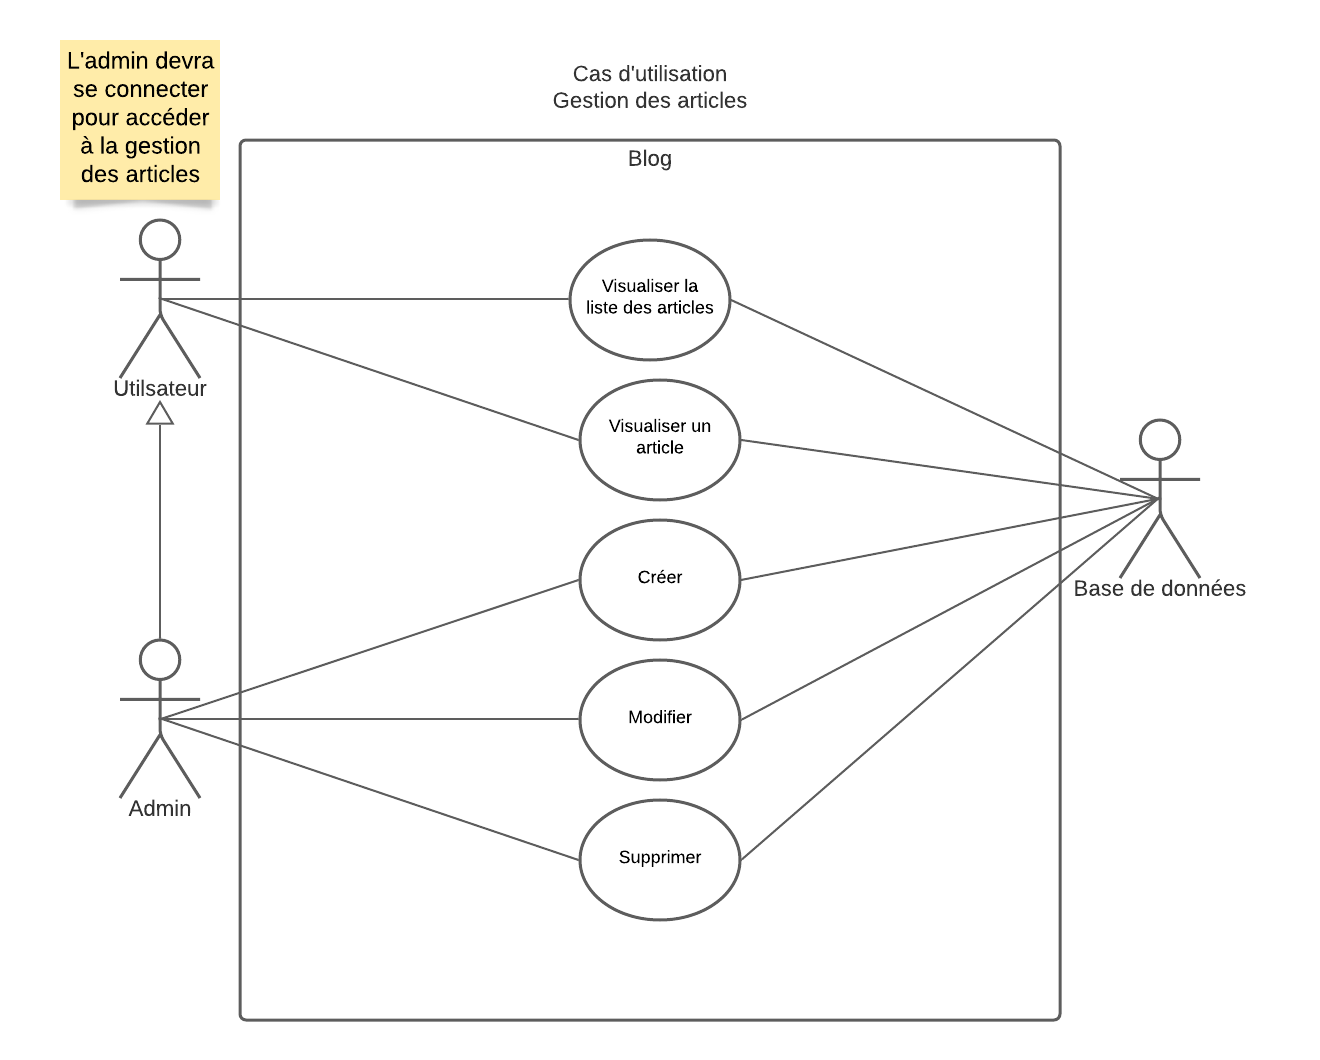 L'admin devra
se connecter
pour accéder
à la gestion
des articles
Cas d'utilisation
Gestion des articles
Blog
Visualiser la
liste des articles
Utilsateur
Visualiser un
article
Créer
Base de données
Modifier
Admin
Supprimer